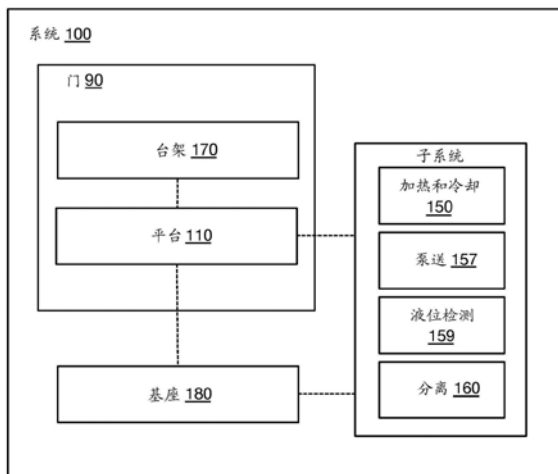 系统 100
门 90
台架 170
平台 110
基座 180
子系统
加热和冷却
150
泵送 157
液位检测
159
分离 160